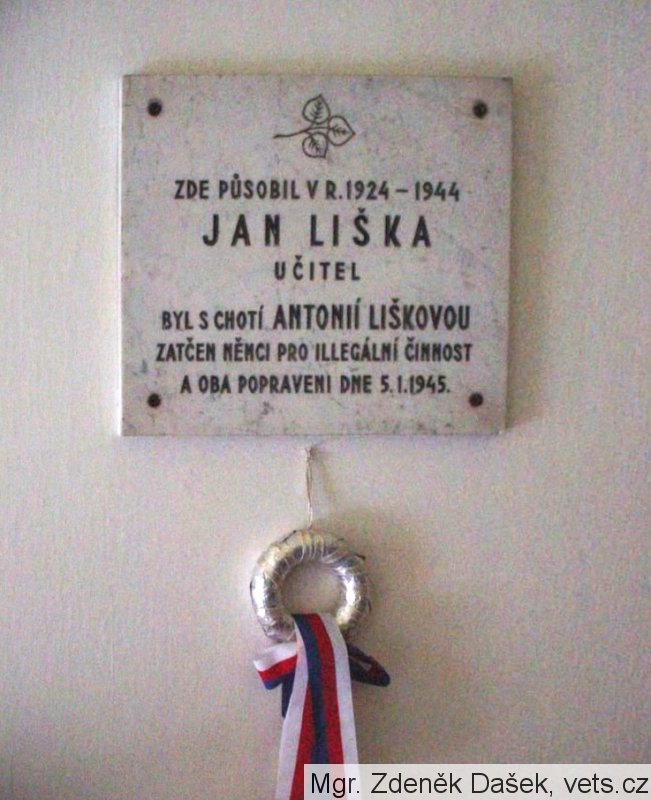 ZDE PŮSOBIL V R. 1924 – 1944
JAN LIŠKA
UČITEL
BYL S CHOTÍ ANTONIÍ LIŠKOVOU
ZATČEN NĚMCI PRO ILLEGÁLNÍ ČINNOST
A OBA POPRAVENI DNE 5. 1. 1945.
Mgr. Zdeněk Dašek, vets.cz